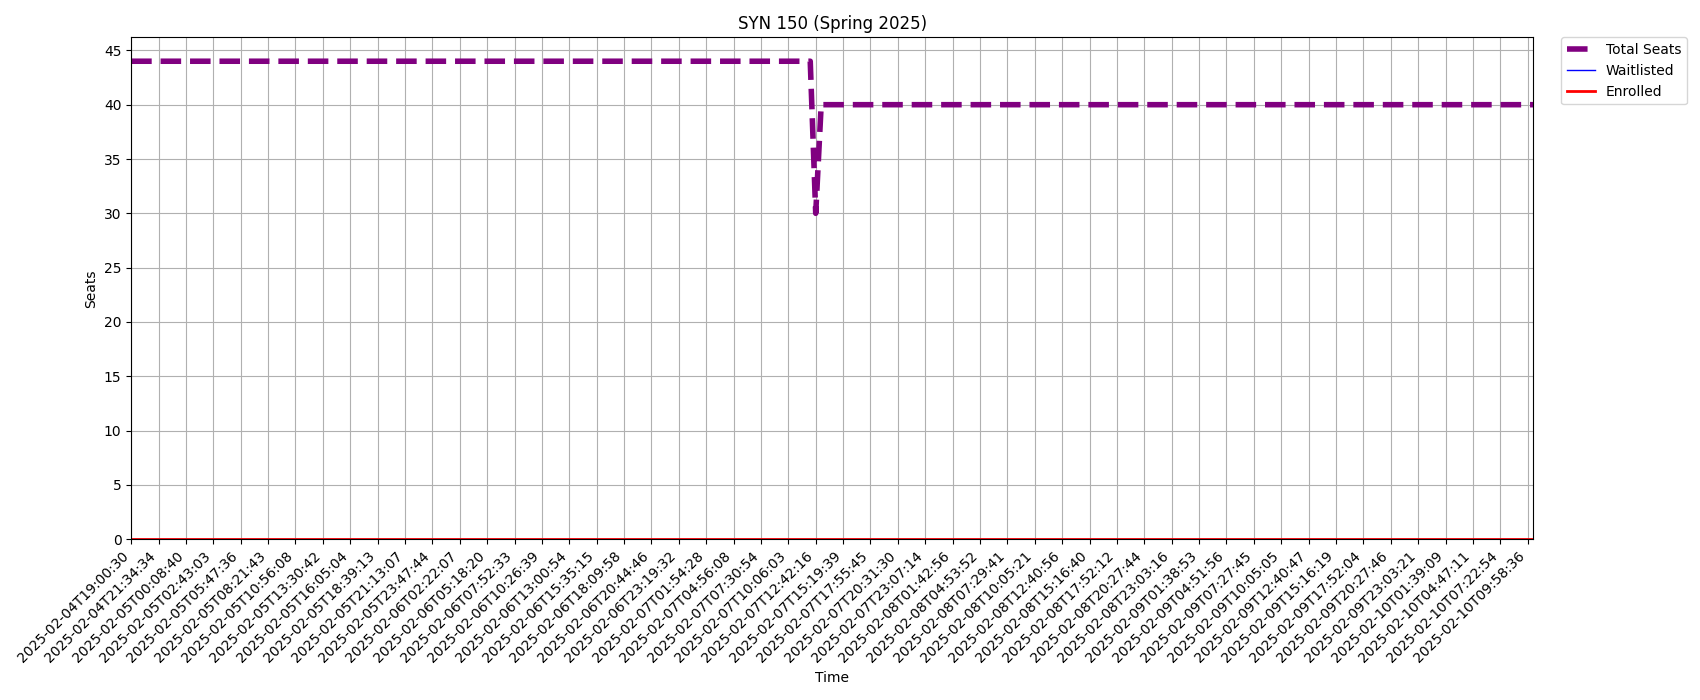 SYN 150 (Spring 2025)
Total Seats
Waitlisted
Enrolled
45
40
35
30
25
20
15
10
5
0
Seats
2025-02-04T19:00:30
2025-02-04T21:34:34
2025-02-05T00:08:40
2025-02-05T02:43:03
2025-02-05T05:47:36
2025-02-05T08:21:43
2025-02-05T10:56:08
2025-02-05T13:30:42
2025-02-05T16:05:04
2025-02-05T18:39:13
2025-02-05T21:13:07
2025-02-05T23:47:44
2025-02-06T02:22:07
2025-02-06T05:18:20
2025-02-06T07:52:33
2025-02-06T10:26:39
2025-02-06T13:00:54
2025-02-06T15:35:15
2025-02-06T18:09:58
2025-02-06T20:44:46
2025-02-06T23:19:32
2025-02-07T01:54:28
2025-02-07T04:56:08
2025-02-07T07:30:54
2025-02-07T10:06:03
2025-02-07T12:42:16
2025-02-07T15:19:39
2025-02-07T17:55:45
2025-02-07T20:31:30
2025-02-07T23:07:14
2025-02-08T01:42:56
2025-02-08T04:53:52
2025-02-08T07:29:41
2025-02-08T10:05:21
2025-02-08T12:40:56
2025-02-08T15:16:40
2025-02-08T17:52:12
2025-02-08T20:27:44
2025-02-08T23:03:16
2025-02-09T01:38:53
2025-02-09T04:51:56
2025-02-09T07:27:45
2025-02-09T10:05:05
2025-02-09T12:40:47
2025-02-09T15:16:19
2025-02-09T17:52:04
2025-02-09T20:27:46
2025-02-09T23:03:21
2025-02-10T01:39:09
2025-02-10T04:47:11
2025-02-10T07:22:54
2025-02-10T09:58:36
Time